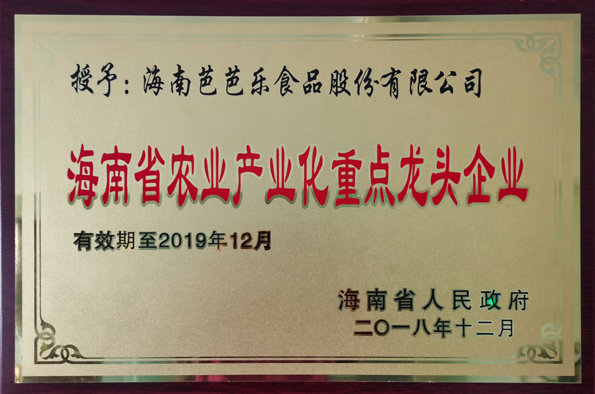 授予：海南芭芭乐食品股份有限公司
海南省农业产业化重点龙头企业
有效期至2019年12月
海南省人民政府
二〇一八年十二月